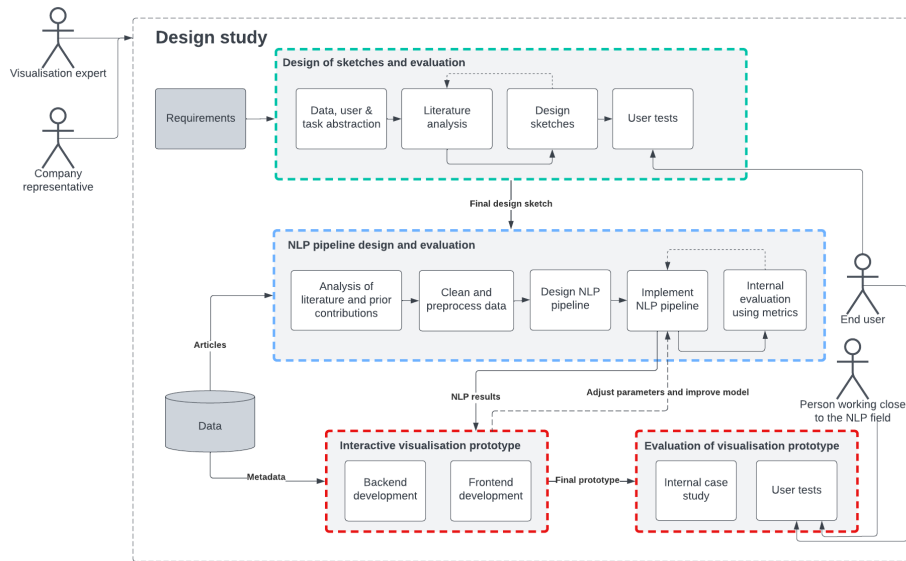 Design study
Visualisation expert
Company
representative
Design of sketches and evaluation
Requirements
Data, user &
task abstraction
Literature
analysis
Design
sketches
User tests
Final design sketch
NLP pipeline design and evaluation
Analysis of
literature and prior
contributions
Clean and
preprocess data
Design NLP
pipeline
Implement
NLP pipeline
Internal
evaluation
using metrics
End user
Articles
Data
NLP results
Adjust parameters and improve model
Person working close
to the NLP field
Metadata
Interactive visualisation prototype
Backend
development
Frontend
development
Final prototype
Evaluation of visualisation prototype
Internal case
study
User tests